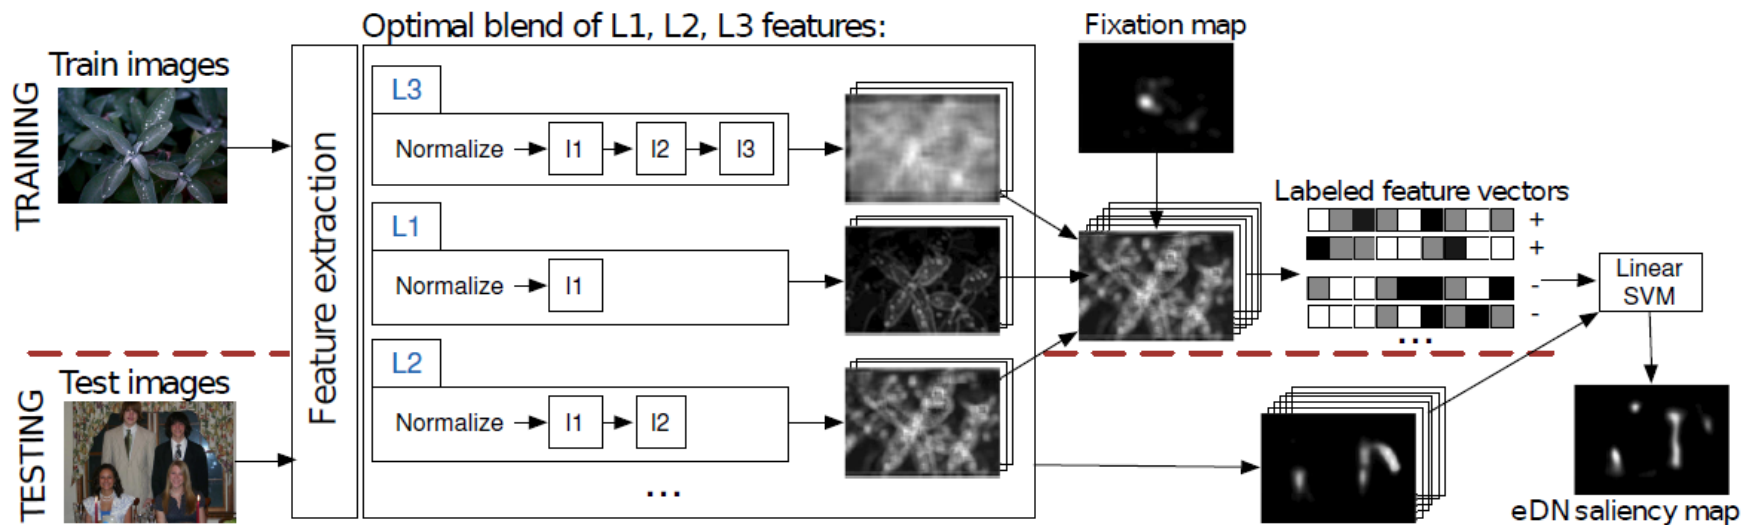 Optimal blend of L1, L2, L3 features:
Fixation map
TRAINING
Train images
Feature extraction
L3
Normalize
l1
l2
l3
L1
Normalize
l1
L2
Normalize
l1
l2
...
Labeled feature vectors
+
+
-
-
...
Linear
SVM
TESTING
Test images
eDN saliency map